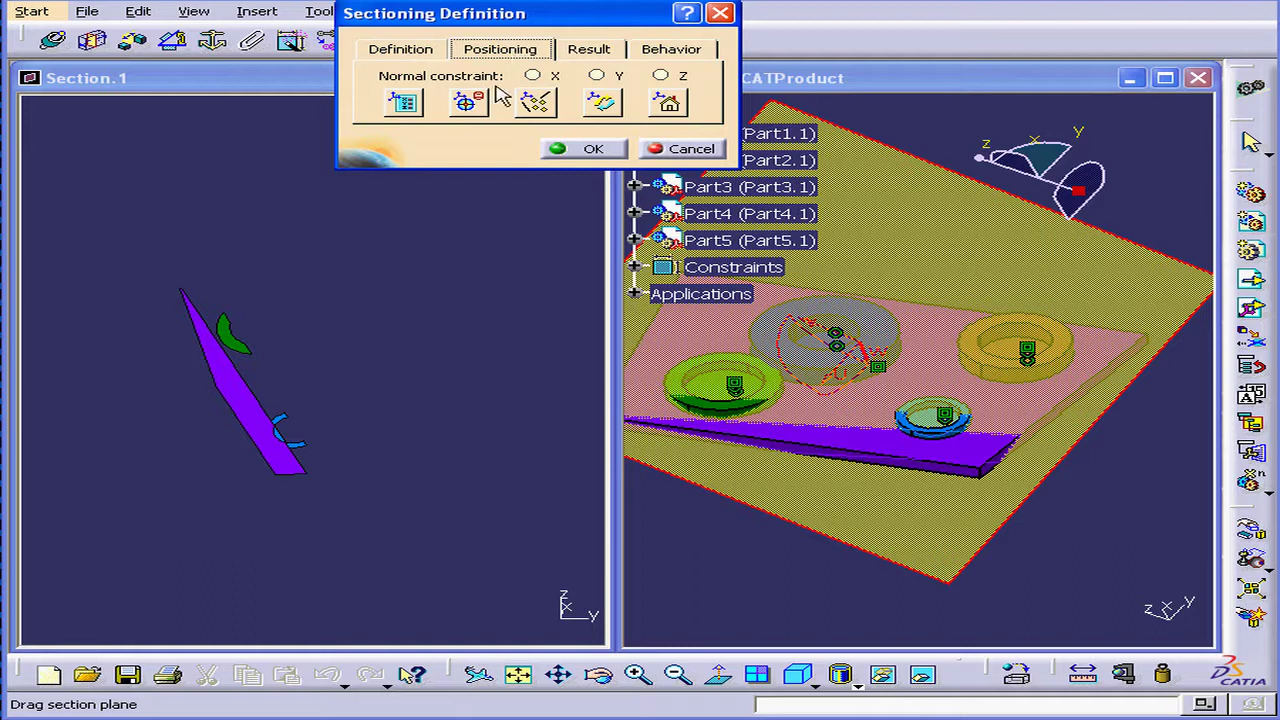 Start File Edit View Insert Tool
Sectioning Definition
Definition Positioning Result Behavior
Normal constraint: X Y Z
OK Cancel
Section.1
CATProduct
Part1.1)
Part2.1)
Part3 (Part3.1)
Part4 (Part4.1)
Part5 (Part5.1)
Constraints
Applications
z x y
z
x
y
z x y
CATIA
Drag section plane